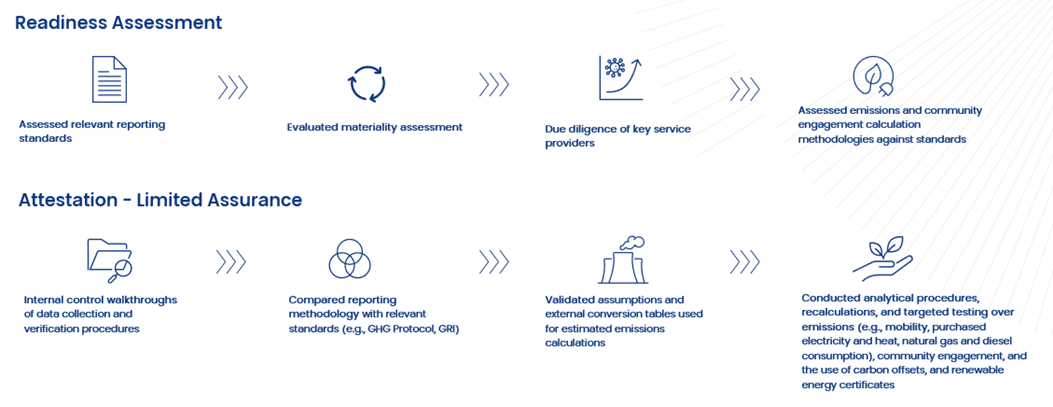 Readiness Assessment
Assessed relevant reporting
standards
Evaluated materiality assessment
Due diligence of key service
providers
Assessed emissions and community
engagement calculation
methodologies against standards
Attestation - Limited Assurance
Internal control walkthroughs
of data collection and
verification procedures
Compared reporting
methodology with relevant
standards (e.g., GHG Protocol, GRI)
Validated assumptions and
external conversion tables used
for estimated emissions
calculations
Conducted analytical procedures,
recalculations, and targeted testing over
emissions (e.g., mobility, purchased
electricity and heat, natural gas and diesel
consumption), community engagement, and
the use of carbon offsets, and renewable
energy certificates